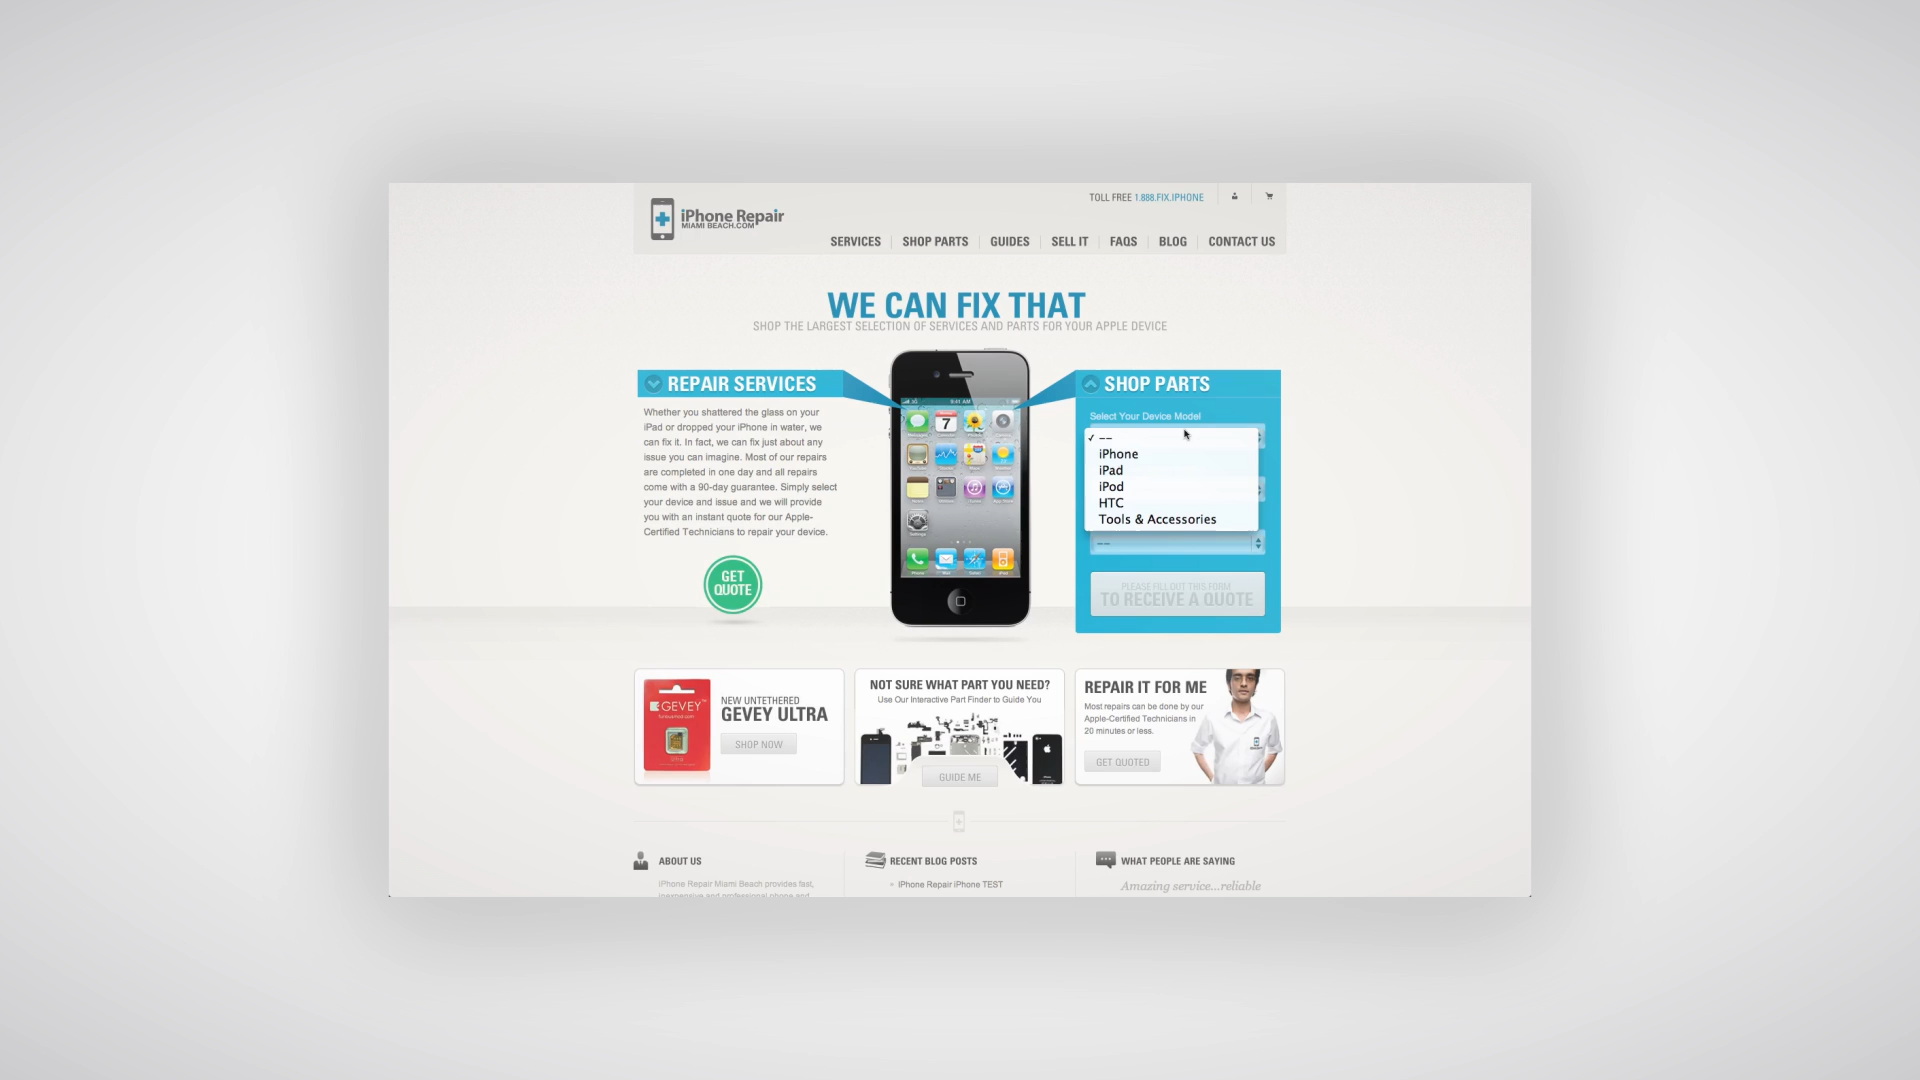 TOLL FREE 1.888.FIX.IPHONE
iPhone Repair
MIAMI BEACH.COM
SERVICES
SHOP PARTS
GUIDES
SELL IT
FAQS
BLOG
CONTACT US
WE CAN FIX THAT
SHOP THE LARGEST SELECTION OF SERVICES AND PARTS FOR YOUR APPLE DEVICE
REPAIR SERVICES
Whether you shattered the glass on your
iPad or dropped your iPhone in water, we
can fix it. In fact, we can fix just about any
issue you can imagine. Most of our repairs
are completed in one day and all repairs
come with a 90-day guarantee. Simply select
your device and issue and we will provide
you with an instant quote for our Apple-
Certified Technicians to repair your device.
GET
QUOTE
9:41 AM
7
SHOP PARTS
Select Your Device Model
✓ --
iPhone
iPad
iPod
HTC
Tools & Accessories
--
PLEASE FILL OUT THIS FORM
TO RECEIVE A QUOTE
GEVEY
NEW UNTETHERED
GEVEY ULTRA
SHOP NOW
NOT SURE WHAT PART YOU NEED?
Use Our Interactive Part Finder to Guide You
GUIDE ME
REPAIR IT FOR ME
Most repairs can be done by our
Apple-Certified Technicians in
20 minutes or less.
GET QUOTED
ABOUT US
iPhone Repair Miami Beach provides fast,
inexpensive and professional phone and
RECENT BLOG POSTS
iPhone Repair iPhone TEST
WHAT PEOPLE ARE SAYING
Amazing service...reliable